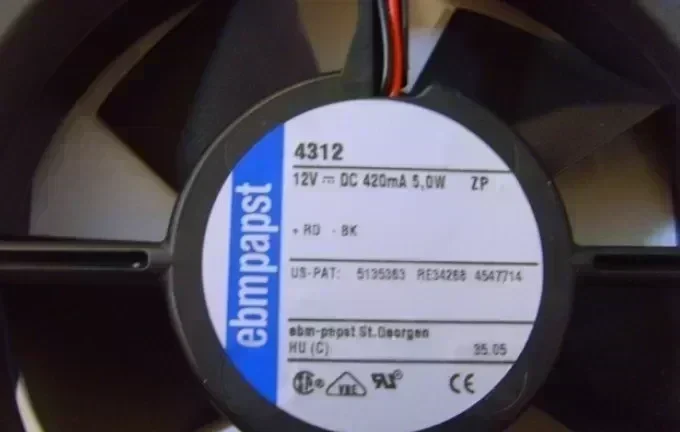 ebmpapst
4312
12V ⎓ DC 420mA 5,0W ZP
+ RD - BK
US-PAT: 5135363 RE34268 4547714
ebm-papst St.Georgen
HU (C) 35.05
VDE
CE